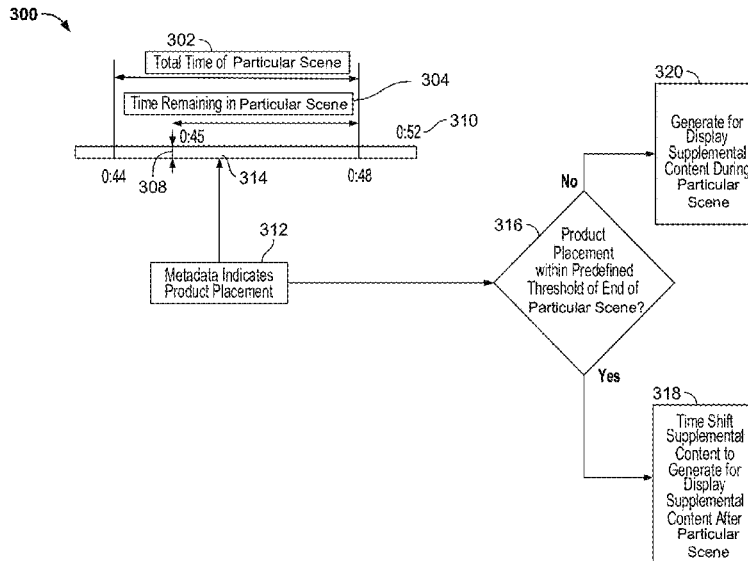 300
302
Total Time of Particular Scene
304
Time Remaining in Particular Scene
0:45
0:52
310
0:44
308
314
0:48
312
Metadata Indicates
Product Placement
316
Product
Placement
within Predefined
Threshold of End of
Particular Scene?
No
Yes
320
Generate for
Display
Supplemental
Content During
Particular
Scene
318
Time Shift
Supplemental
Content to
Generate for
Display
Supplemental
Content After
Particular
Scene